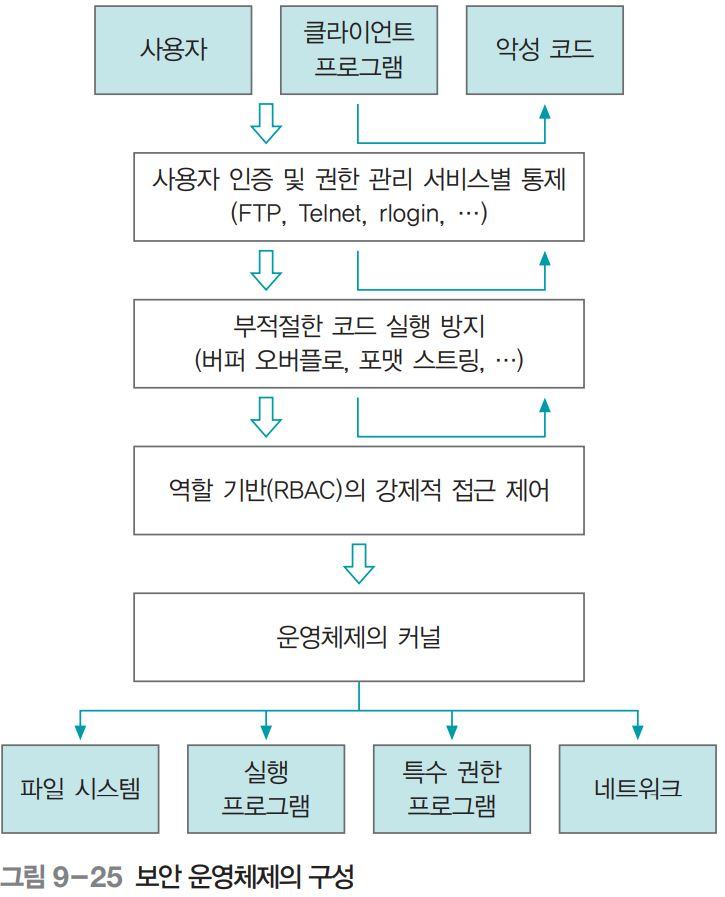 사용자
클라이언트
프로그램
악성 코드
사용자 인증 및 권한 관리 서비스별 통제
(FTP, Telnet, rlogin, …)
부적절한 코드 실행 방지
(버퍼 오버플로, 포맷 스트링, …)
역할 기반(RBAC)의 강제적 접근 제어
운영체제의 커널
파일 시스템
실행
프로그램
특수 권한
프로그램
네트워크
그림 9-25 보안 운영체제의 구성